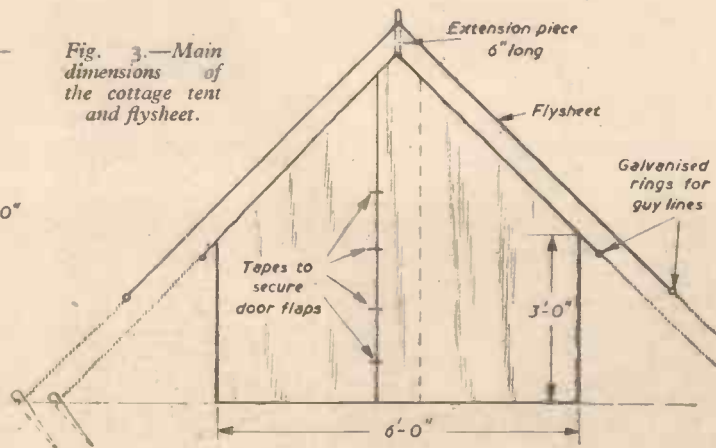 Fig. 3.—Main
dimensions of
the cottage tent
and flysheet.
Extension piece
6" long
Flysheet
Galvanised
rings for
guy lines
0"
Tapes to
secure
door flaps
3'-0"
6'-0"